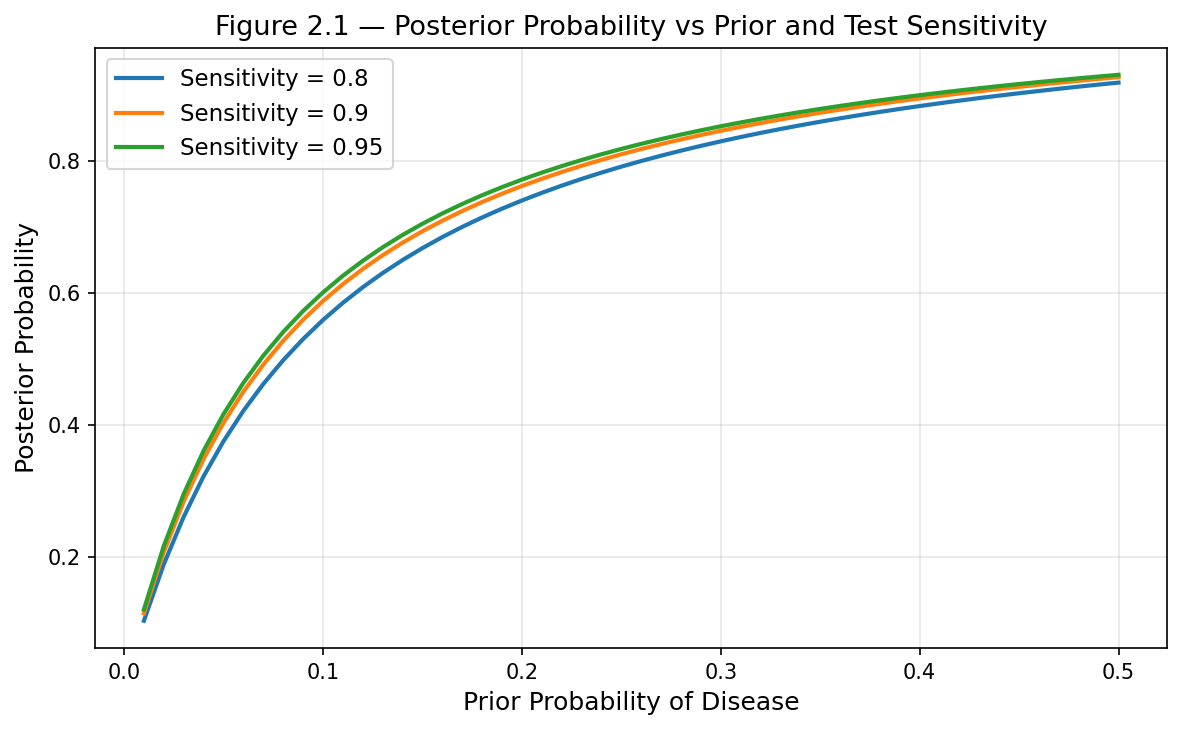 Figure 2.1 — Posterior Probability vs Prior and Test Sensitivity
Sensitivity = 0.8
Sensitivity = 0.9
Sensitivity = 0.95
Posterior Probability
0.8
0.6
0.4
0.2
0.0 0.1 0.2 0.3 0.4 0.5
Prior Probability of Disease